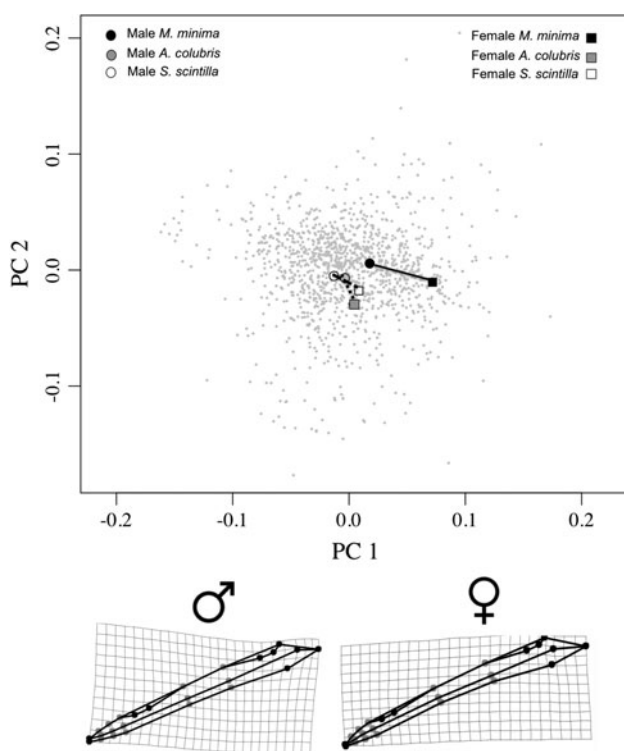 Male M. minima
Male A. colubris
Male S. scintilla
Female M. minima
Female A. colubris
Female S. scintilla
0.2
0.1
0.0
-0.1
PC 2
-0.2 -0.1 0.0 0.1 0.2
PC 1
♂ ♀